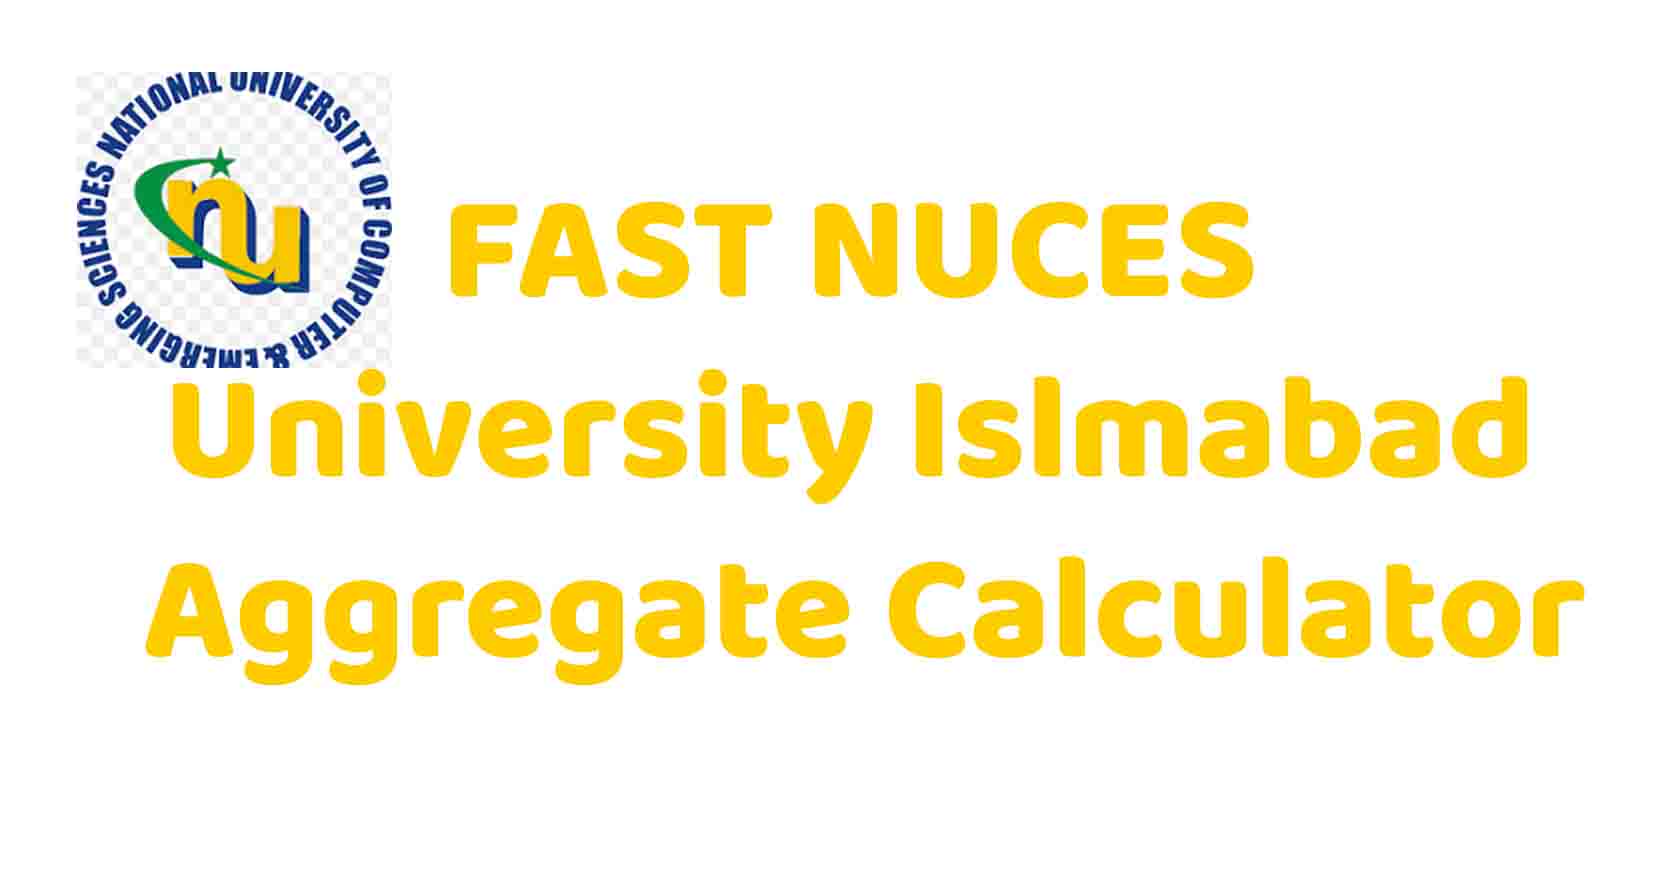 NATIONAL UNIVERSITY OF COMPUTER & EMERGING SCIENCES
nu
FAST NUCES
University Islmabad
Aggregate Calculator